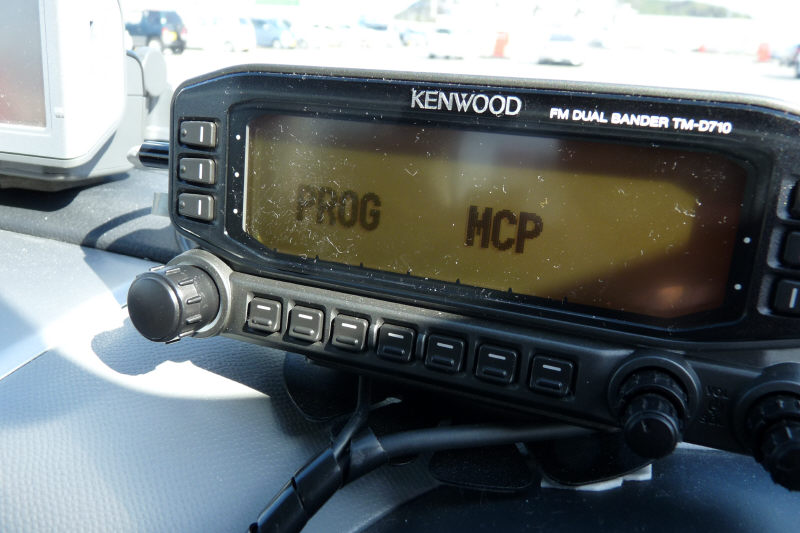 KENWOOD
FM DUAL BANDER TM-D710
PROG MCP